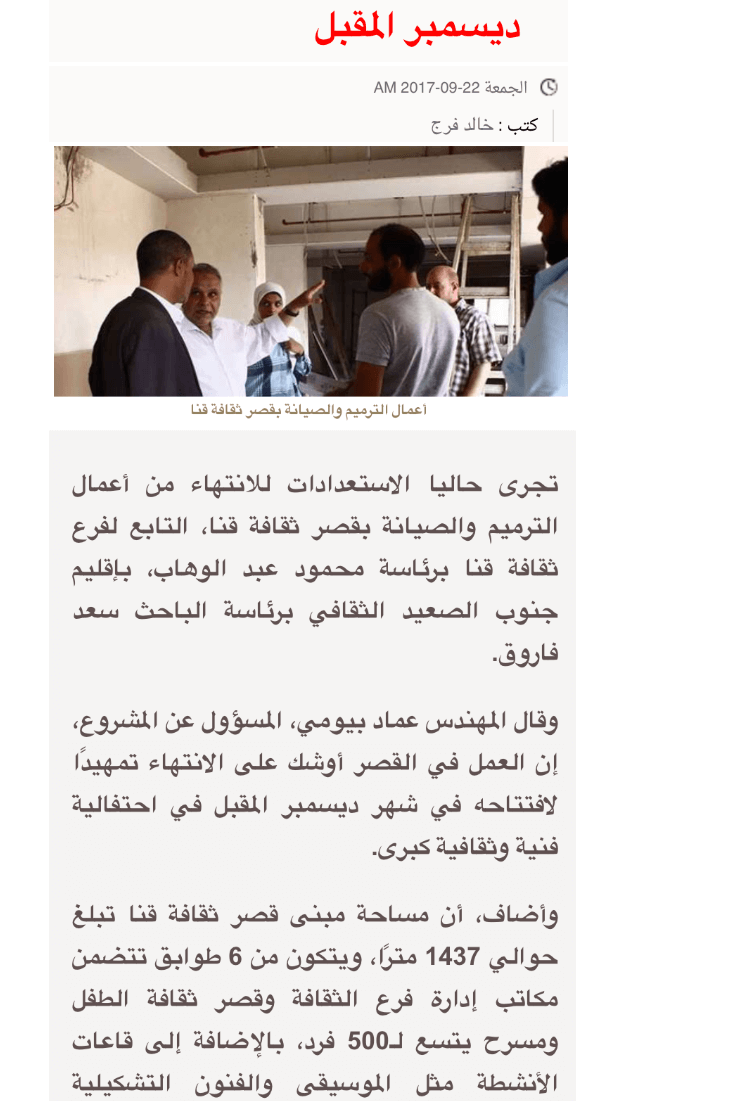 ديسمبر المقبل
الجمعة 22-09-2017 AM
كتب : خالد فرج
أعمال الترميم والصيانة بقصر ثقافة قنا
تجرى حاليا الاستعدادات للانتهاء من أعمال
الترميم والصيانة بقصر ثقافة قنا، التابع لفرع
ثقافة قنا برئاسة محمود عبد الوهاب، بإقليم
جنوب الصعيد الثقافي برئاسة الباحث سعد
فاروق.
وقال المهندس عماد بيومي، المسؤول عن المشروع،
إن العمل في القصر أوشك على الانتهاء تمهيدًا
لافتتاحه في شهر ديسمبر المقبل في احتفالية
فنية وثقافية كبرى.
وأضاف، أن مساحة مبنى قصر ثقافة قنا تبلغ
حوالي 1437 مترًا، ويتكون من 6 طوابق تتضمن
مكاتب إدارة فرع الثقافة وقصر ثقافة الطفل
ومسرح يتسع لـ500 فرد، بالإضافة إلى قاعات
الأنشطة مثل الموسيقى والفنون التشكيلية